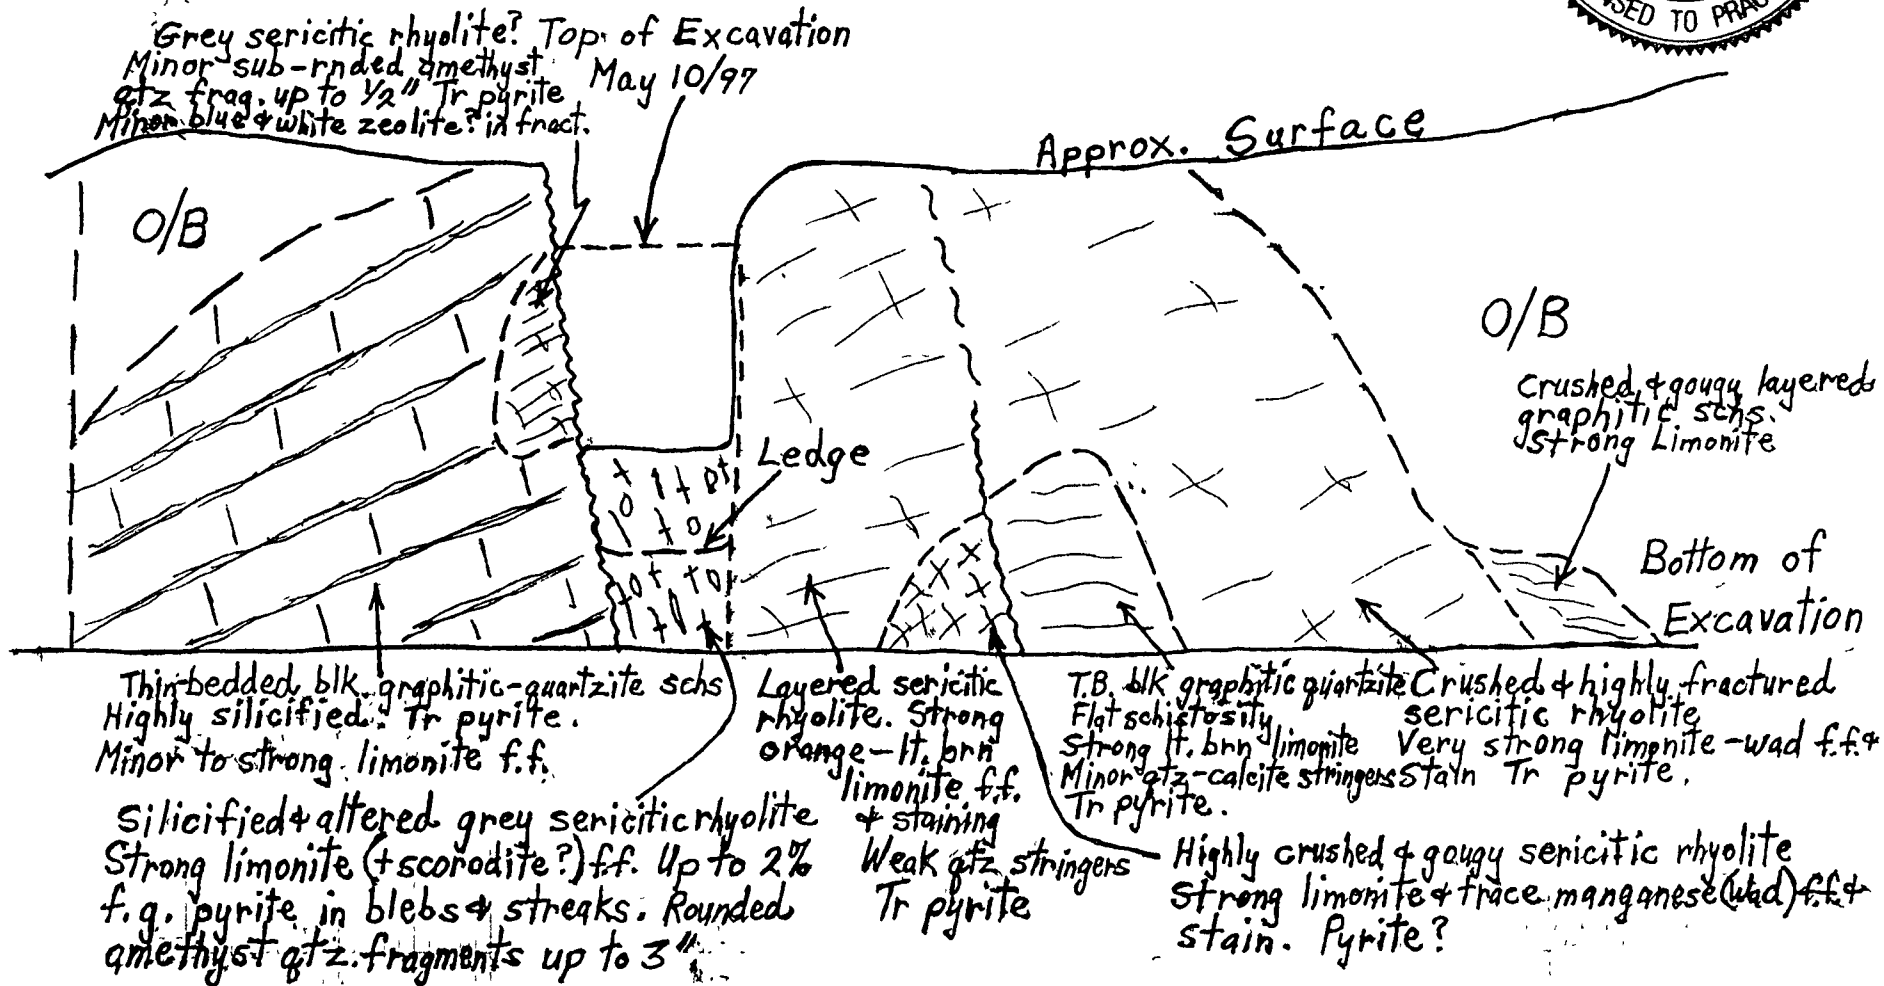 Grey sericitic rhyolite?
Minor sub-rnded amethyst
qtz frag. up to 1/2" Tr pyrite
Minor blue & white zeolite? in fract.
Top of Excavation
May 10/97
TO
Approx. Surface
O/B
O/B
Crushed & gougy layered
graphitic schs.
Strong Limonite
Ledge
Bottom of
Excavation
Thin-bedded blk. graphitic-quartzite schs
Highly silicified. Tr pyrite.
Minor to strong limonite f.f.
Silicified & altered grey sericitic rhyolite
Strong limonite (+scorodite?) f.f. Up to 2%
f.g. pyrite in blebs & streaks. Rounded
amethyst qtz. fragments up to 3"
Layered sericitic
rhyolite. Strong
orange-lt. brn
limonite f.f.
& staining
Weak qtz stringers
Tr pyrite
T.B. blk graphitic quartzite
Flat schistosity
Strong lt. brn limonite
Minor qtz-calcite stringers
Tr pyrite.
Crushed & highly fractured
sericitic rhyolite
Very strong limonite-wad f.f. &
Stain Tr pyrite.
Highly crushed & gougy sericitic rhyolite
Strong limonite & trace manganese (wad) f.f. &
stain. Pyrite?